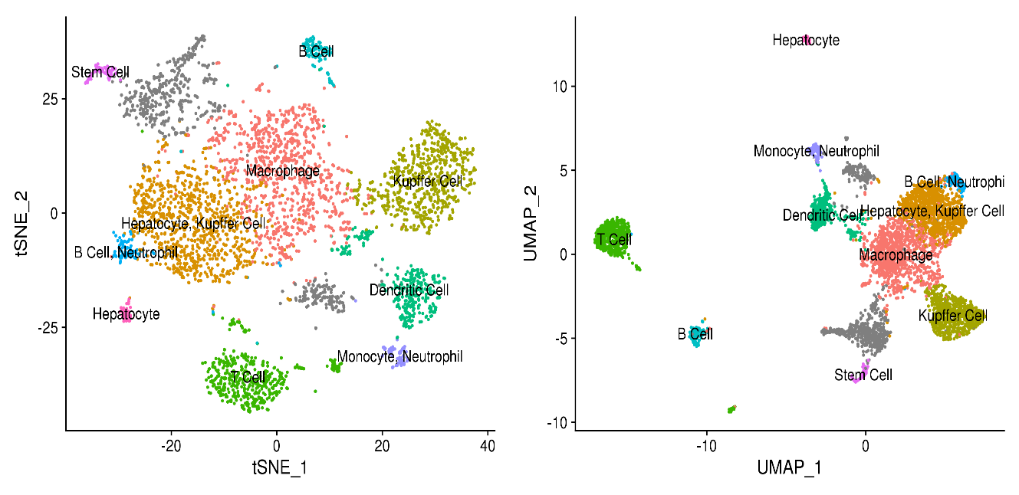 B Cell
Stem Cell
25
Macrophage
Kupffer Cell
tSNE_2
0
Hepatocyte, Kupffer Cell
B Cell, Neutrophil
Dendritic Cell
Hepatocyte
-25
Monocyte, Neutrophil
T Cell
-20
0
20
40
tSNE_1
Hepatocyte
10
Monocyte, Neutrophil
5
B Cell, Neutrophi
Dendritic Cell
Hepatocyte, Kupffer Cell
UMAP_2
T Cell
0
Macrophage
Kupffer Cell
B Cell
-5
Stem Cell
-10
-10
0
UMAP_1